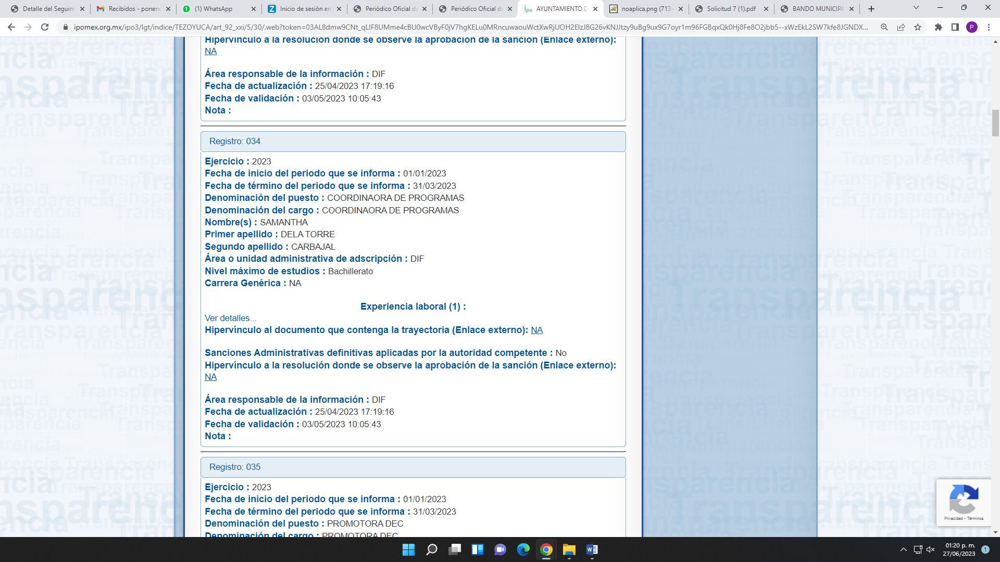 Detalle del Seguim
Recibidos - ponenc
(1) WhatsApp
Inicio de sesión en
Periódico Oficial de
Periódico Oficial de
AYUNTAMIENTO D
noaplica.png (713×
Solicitud 7 (1).pdf
BANDO MUNICIPA
ipomex.org.mx/ipo3/lgt/indice/TEZOYUCA/art_92_xxi/5/30/.web?token=
Hipervínculo a la resolución donde se observe la aprobación de la sanción (Enlace externo):
NA
Área responsable de la información : DIF
Fecha de actualización : 25/04/2023 17:19:16
Fecha de validación : 03/05/2023 10:05:43
Nota :
Registro: 034
Ejercicio : 2023
Fecha de inicio del periodo que se informa : 01/01/2023
Fecha de término del periodo que se informa : 31/03/2023
Denominación del puesto : COORDINAORA DE PROGRAMAS
Denominación del cargo : COORDINAORA DE PROGRAMAS
Nombre(s) : SAMANTHA
Primer apellido : DELA TORRE
Segundo apellido : CARBAJAL
Área o unidad administrativa de adscripción : DIF
Nivel máximo de estudios : Bachillerato
Carrera Genérica : NA
Experiencia laboral (1) :
Ver detalles...
Hipervínculo al documento que contenga la trayectoria (Enlace externo): NA
Sanciones Administrativas definitivas aplicadas por la autoridad competente : No
Hipervínculo a la resolución donde se observe la aprobación de la sanción (Enlace externo):
NA
Área responsable de la información : DIF
Fecha de actualización : 25/04/2023 17:19:16
Fecha de validación : 03/05/2023 10:05:43
Nota :
Registro: 035
Ejercicio : 2023
Fecha de inicio del periodo que se informa : 01/01/2023
Fecha de término del periodo que se informa : 31/03/2023
Denominación del puesto : PROMOTORA DEC
Denominación del cargo : PROMOTORA DEC
Privacidad - Términos
01:20 p. m.
27/06/2023